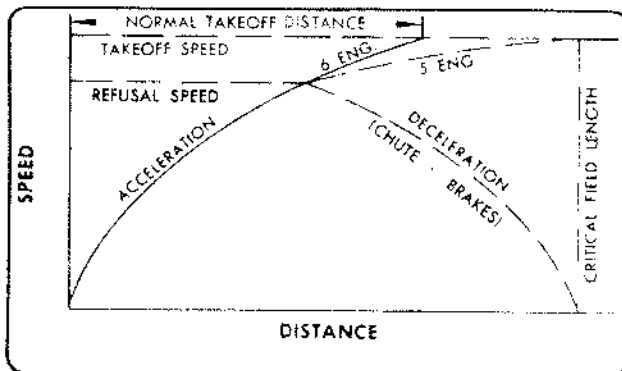 NORMAL TAKEOFF DISTANCE
TAKEOFF SPEED
6 ENG
5 ENG
REFUSAL SPEED
ACCELERATION
DECELERATION
(CHUTE - BRAKES)
CRITICAL FIELD LENGTH
SPEED
DISTANCE